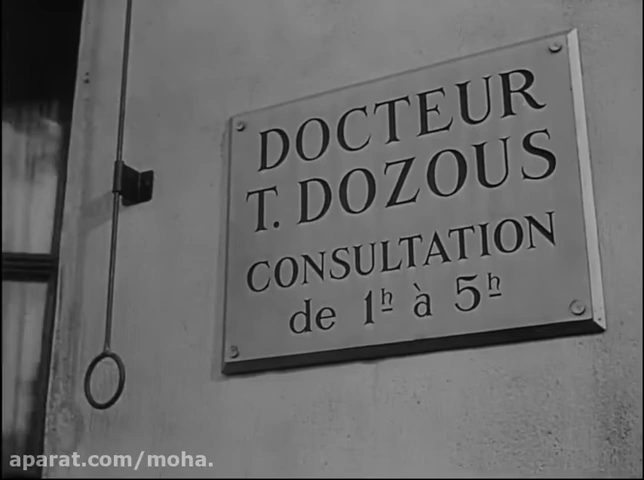 DOCTEUR
T. DOZOUS
CONSULTATION
de 1h à 5h
aparat.com/moha.